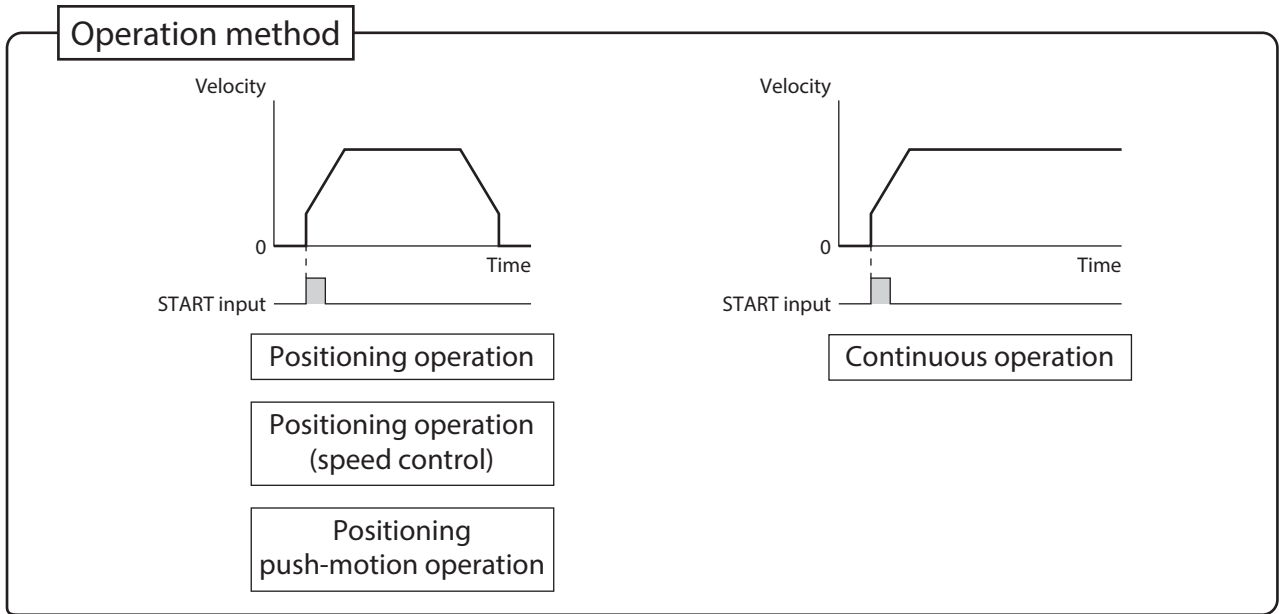 Operation method
Velocity
0
Time
START input
Positioning operation
Positioning operation
(speed control)
Positioning
push-motion operation
Velocity
0
Time
START input
Continuous operation